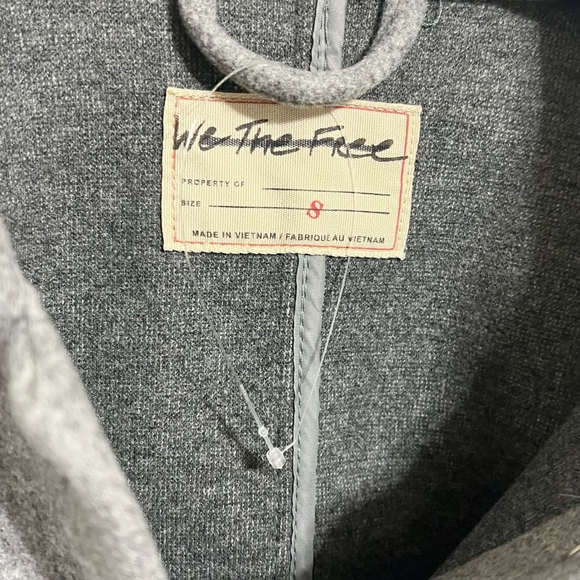 We The Free
PROPERTY OF
SIZE S
MADE IN VIETNAM / FABRIQUE AU VIETNAM